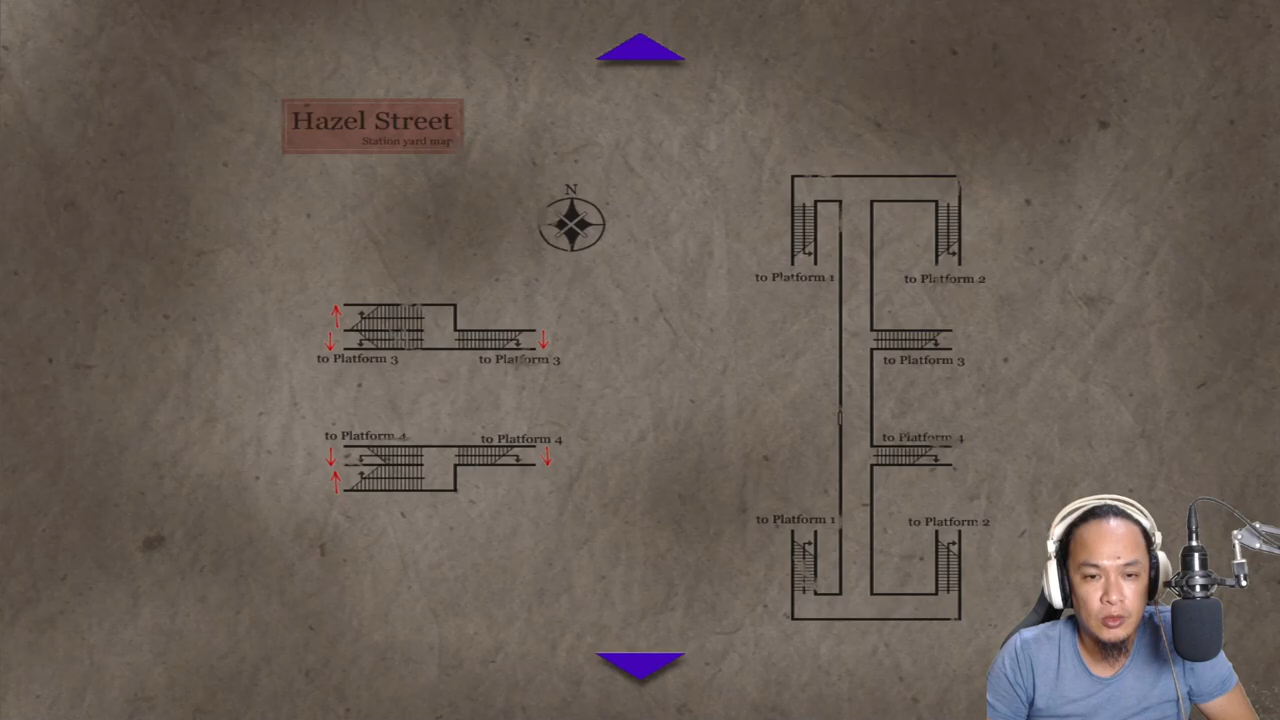 Hazel Street
Station yard map
N
to Platform 1
to Platform 2
to Platform 3
to Platform 3
to Platform 3
to Platform 4
to Platform 4
to Platform 4
to Platform 1
to Platform 2